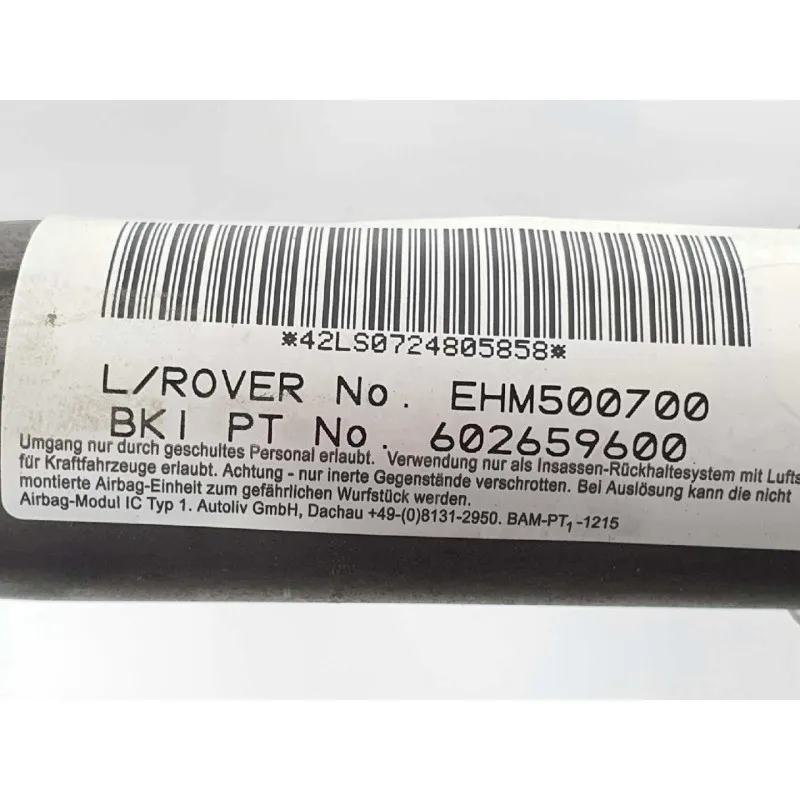 *42LS0724805858*
L/ROVER No. EHM500700
BKI PT No. 602659600
Umgang nur durch geschultes Personal erlaubt. Verwendung nur als Insassen-Rückhaltesystem mit Lufts
für Kraftfahrzeuge erlaubt. Achtung - nur inerte Gegenstände verschrotten. Bei Auslösung kann die nicht
montierte Airbag-Einheit zum gefährlichen Wurfstück werden.
Airbag-Modul IC Typ 1. Autoliv GmbH, Dachau +49-(0)8131-2950. BAM-PT₁-1215